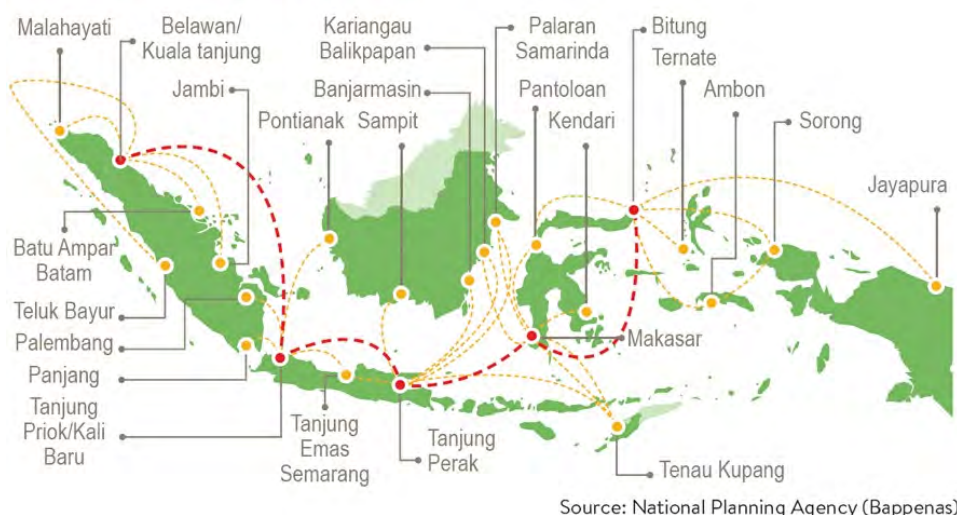 Malahayati
Belawan/
Kuala tanjung
Jambi
Kariangau
Balikpapan
Banjarmasin
Pontianak
Sampit
Palaran
Samarinda
Pantoloan
Kendari
Bitung
Ternate
Ambon
Sorong
Jayapura
Batu Ampar
Batam
Teluk Bayur
Palembang
Panjang
Tanjung
Priok/Kali
Baru
Tanjung
Emas
Semarang
Tanjung
Perak
Makasar
Tenau Kupang
Source: National Planning Agency (Bappenas)